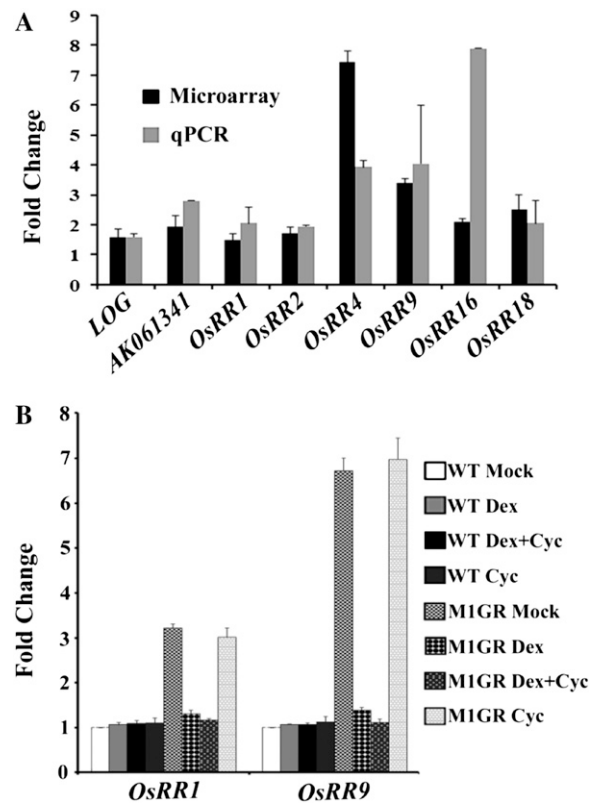 A
Fold Change
9
8
7
6
5
4
3
2
1
0
Microarray
qPCR
LOG
AK061341
OsRR1
OsRR2
OsRR4
OsRR9
OsRR16
OsRR18
B
Fold Change
8
7
6
5
4
3
2
1
0
OsRR1
OsRR9
WT Mock
WT Dex
WT Dex+Cyc
WT Cyc
M1GR Mock
M1GR Dex
M1GR Dex+Cyc
M1GR Cyc